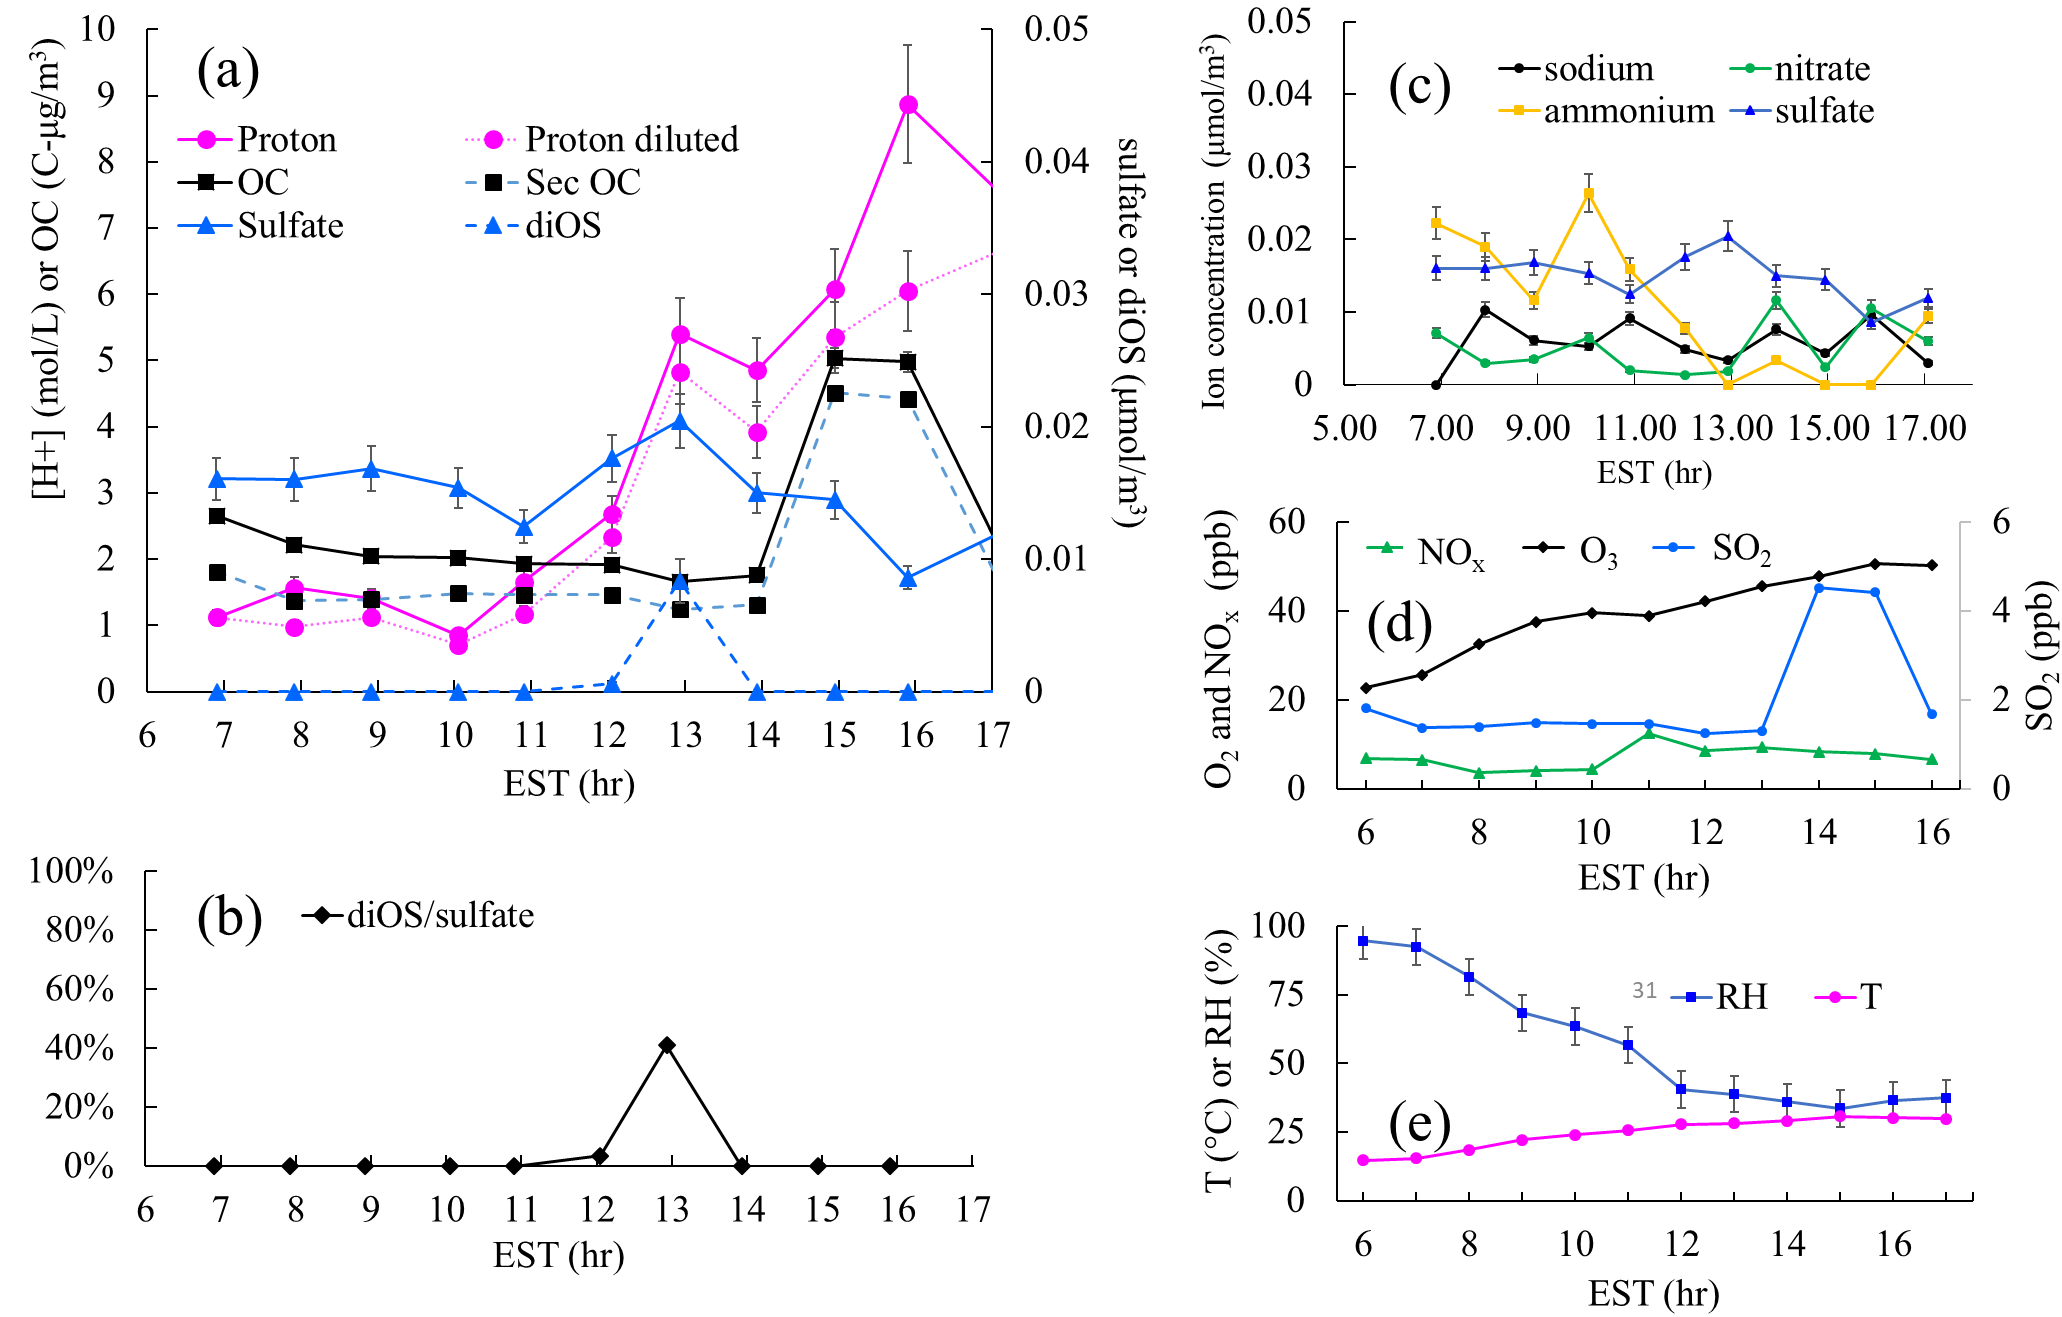 (a)
10
9
8
7
6
5
4
3
2
1
0
[H+] (mol/L) or OC (C-μg/m³)
Proton
Proton diluted
OC
Sec OC
Sulfate
diOS
0.05
0.04
0.03
0.02
0.01
0
sulfate or diOS (μmol/m³)
6 7 8 9 10 11 12 13 14 15 16 17
EST (hr)
(b)
diOS/sulfate
100%
80%
60%
40%
20%
0%
6 7 8 9 10 11 12 13 14 15 16 17
EST (hr)
(c)
0.05
0.04
0.03
0.02
0.01
0
Ion concentration (μmol/m³)
sodium
nitrate
ammonium
sulfate
5.00 7.00 9.00 11.00 13.00 15.00 17.00
EST (hr)
(d)
60
40
20
0
O₂ and NOₓ (ppb)
NOₓ
O₃
SO₂
6
4
2
0
SO₂ (ppb)
6 8 10 12 14 16
EST (hr)
(e)
100
75
50
25
0
T (°C) or RH (%)
31
RH
T
6 8 10 12 14 16
EST (hr)